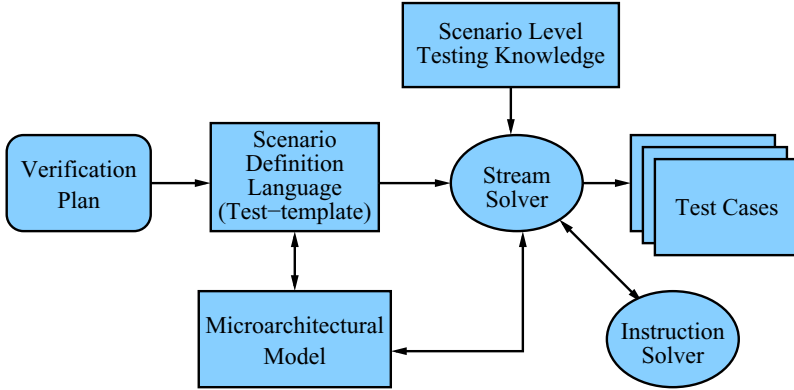 Scenario Level
Testing Knowledge
Verification
Plan
Scenario
Definition
Language
(Test−template)
Stream
Solver
Test Cases
Microarchitectural
Model
Instruction
Solver